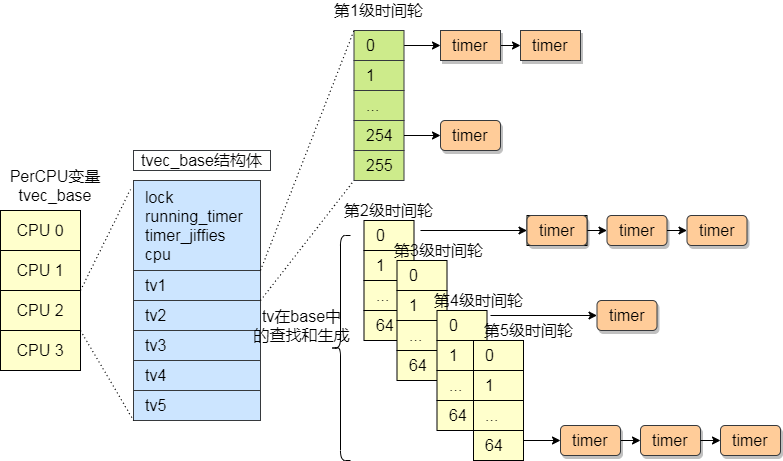 第1级时间轮
0
timer
timer
1
...
254
timer
255
PerCPU变量
tvec_base
CPU 0
CPU 1
CPU 2
CPU 3
tvec_base结构体
lock
running_timer
timer_jiffies
cpu
tv1
tv2
tv3
tv4
tv5
tv在base中
的查找和生成
第2级时间轮
0
1
...
64
timer
timer
timer
第3级时间轮
0
1
...
64
第4级时间轮
0
1
...
64
timer
第5级时间轮
0
1
...
64
timer
timer
timer